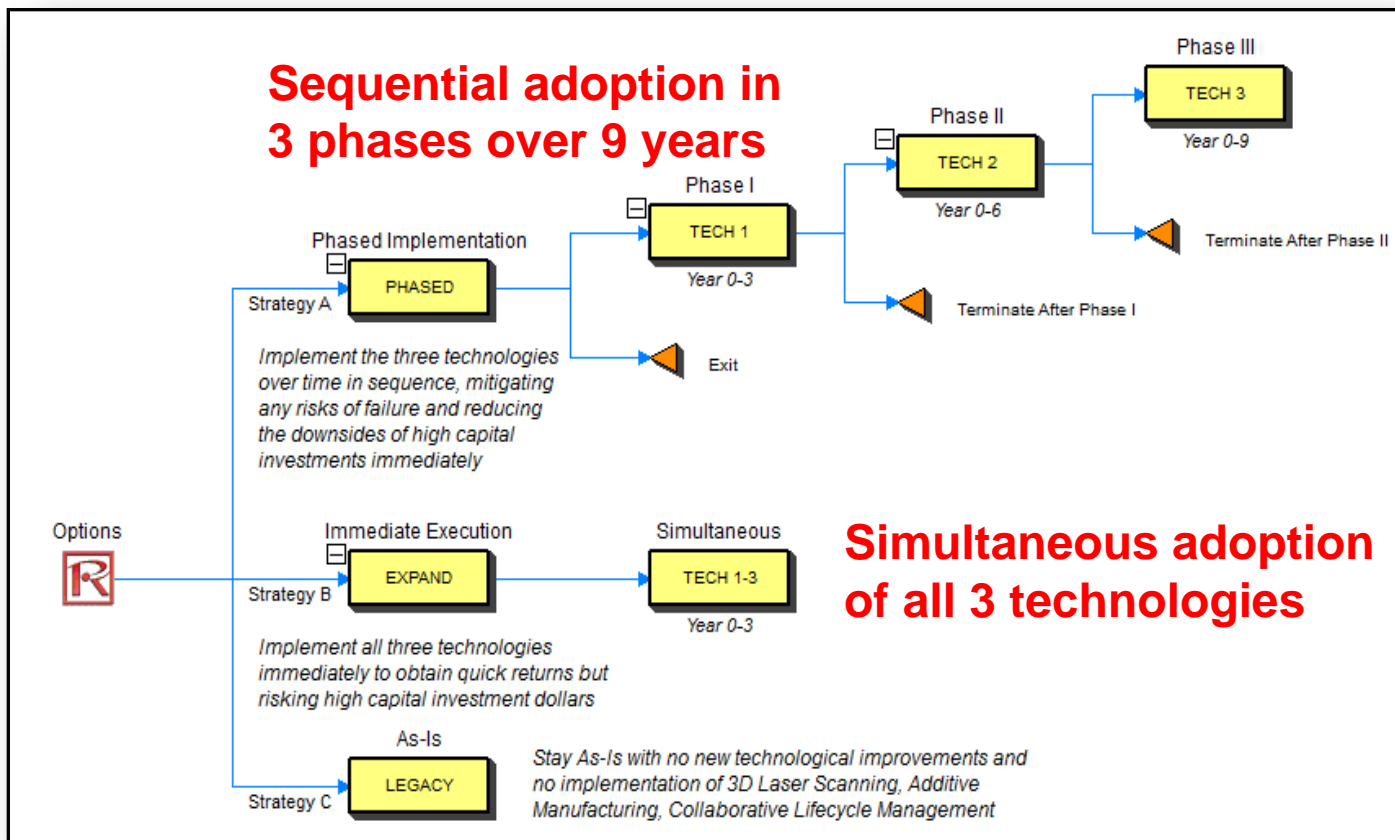 Sequential adoption in
3 phases over 9 years
Phase III
TECH 3
Year 0-9
Phase II
TECH 2
Year 0-6
Terminate After Phase II
Phase I
TECH 1
Year 0-3
Terminate After Phase I
Phased Implementation
PHASED
Strategy A
Exit
Implement the three technologies
over time in sequence, mitigating
any risks of failure and reducing
the downsides of high capital
investments immediately
Options
R
Immediate Execution
EXPAND
Strategy B
Simultaneous
TECH 1-3
Year 0-3
Simultaneous adoption
of all 3 technologies
Implement all three technologies
immediately to obtain quick returns but
risking high capital investment dollars
As-Is
LEGACY
Strategy C
Stay As-Is with no new technological improvements and
no implementation of 3D Laser Scanning, Additive
Manufacturing, Collaborative Lifecycle Management